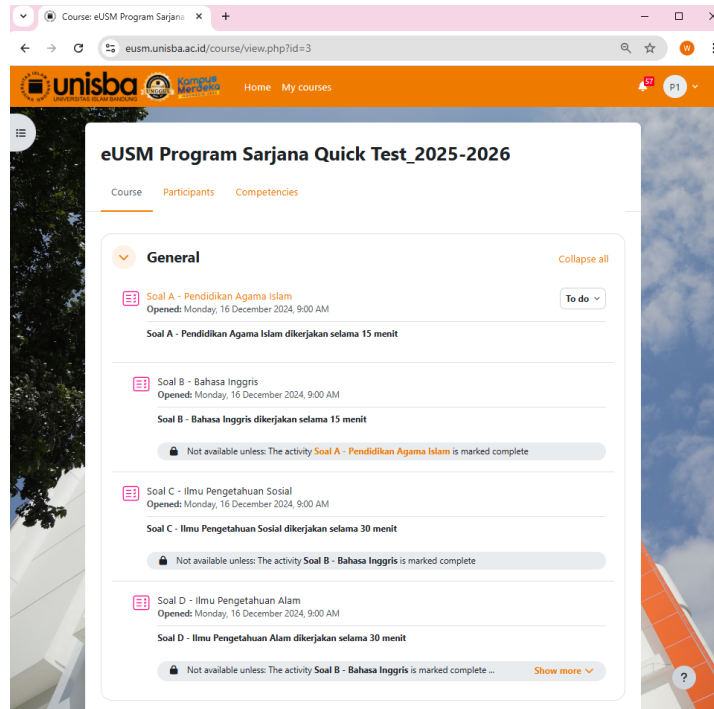 Course: eUSM Program Sarjana
eusm.unisba.ac.id/course/view.php?id=3
W
unisba
UNIVERSITAS ISLAM BANDUNG
UNGGUL
Kampus
Merdeka
Home My courses
57
P1
eUSM Program Sarjana Quick Test_2025-2026
Course Participants Competencies
General
Collapse all
Soal A - Pendidikan Agama Islam
To do
Opened: Monday, 16 December 2024, 9:00 AM
Soal A - Pendidikan Agama Islam dikerjakan selama 15 menit
Soal B - Bahasa Inggris
Opened: Monday, 16 December 2024, 9:00 AM
Soal B - Bahasa Inggris dikerjakan selama 15 menit
Not available unless: The activity Soal A - Pendidikan Agama Islam is marked complete
Soal C - Ilmu Pengetahuan Sosial
Opened: Monday, 16 December 2024, 9:00 AM
Soal C - Ilmu Pengetahuan Sosial dikerjakan selama 30 menit
Not available unless: The activity Soal B - Bahasa Inggris is marked complete
Soal D - Ilmu Pengetahuan Alam
Opened: Monday, 16 December 2024, 9:00 AM
Soal D - Ilmu Pengetahuan Alam dikerjakan selama 30 menit
Not available unless: The activity Soal B - Bahasa Inggris is marked complete ... Show more
?